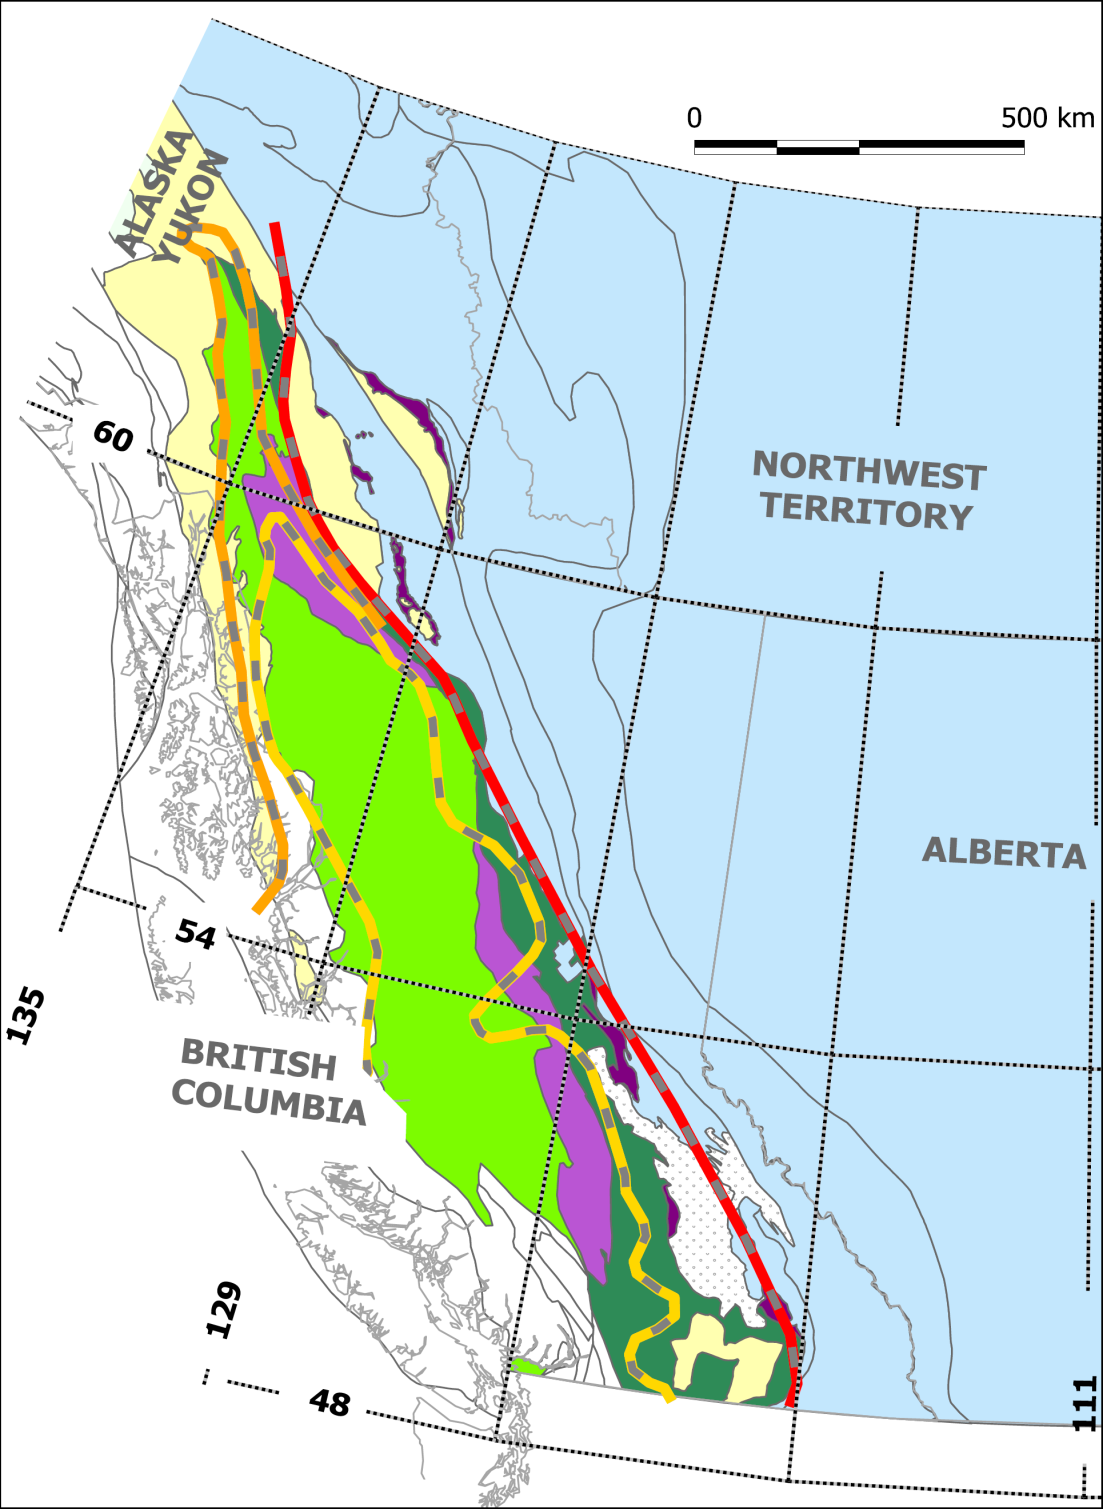 0 500 km
ALASKA
YUKON
60
NORTHWEST
TERRITORY
ALBERTA
54
135
BRITISH
COLUMBIA
129
48
111